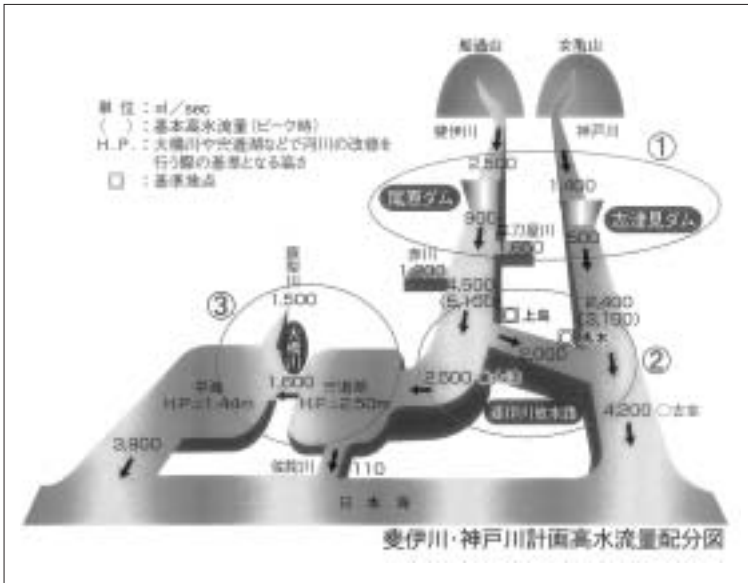 船通山
女亀山
単位：㎥／sec
（　）：基本高水流量（ピーク時）
H.P.：大橋川や宍道湖などで河川の改修を
行う際の基準となる高さ
□：基準地点
斐伊川
神戸川
①
2,500
1,400
尾原ダム
志津見ダム
900
500
三刀屋川
600
赤川
1,200
4,500
(5,100)
2,400
(3,190)
上島
馬木
③
1,500
大橋川
2,000
②
中海
H.P=1.44m
1,600
宍道湖
H.P=2.50m
2,500
斐伊川放水路
4,200
○古志
3,900
佐陀川
110
日本海
斐伊川・神戸川計画高水流量配分図